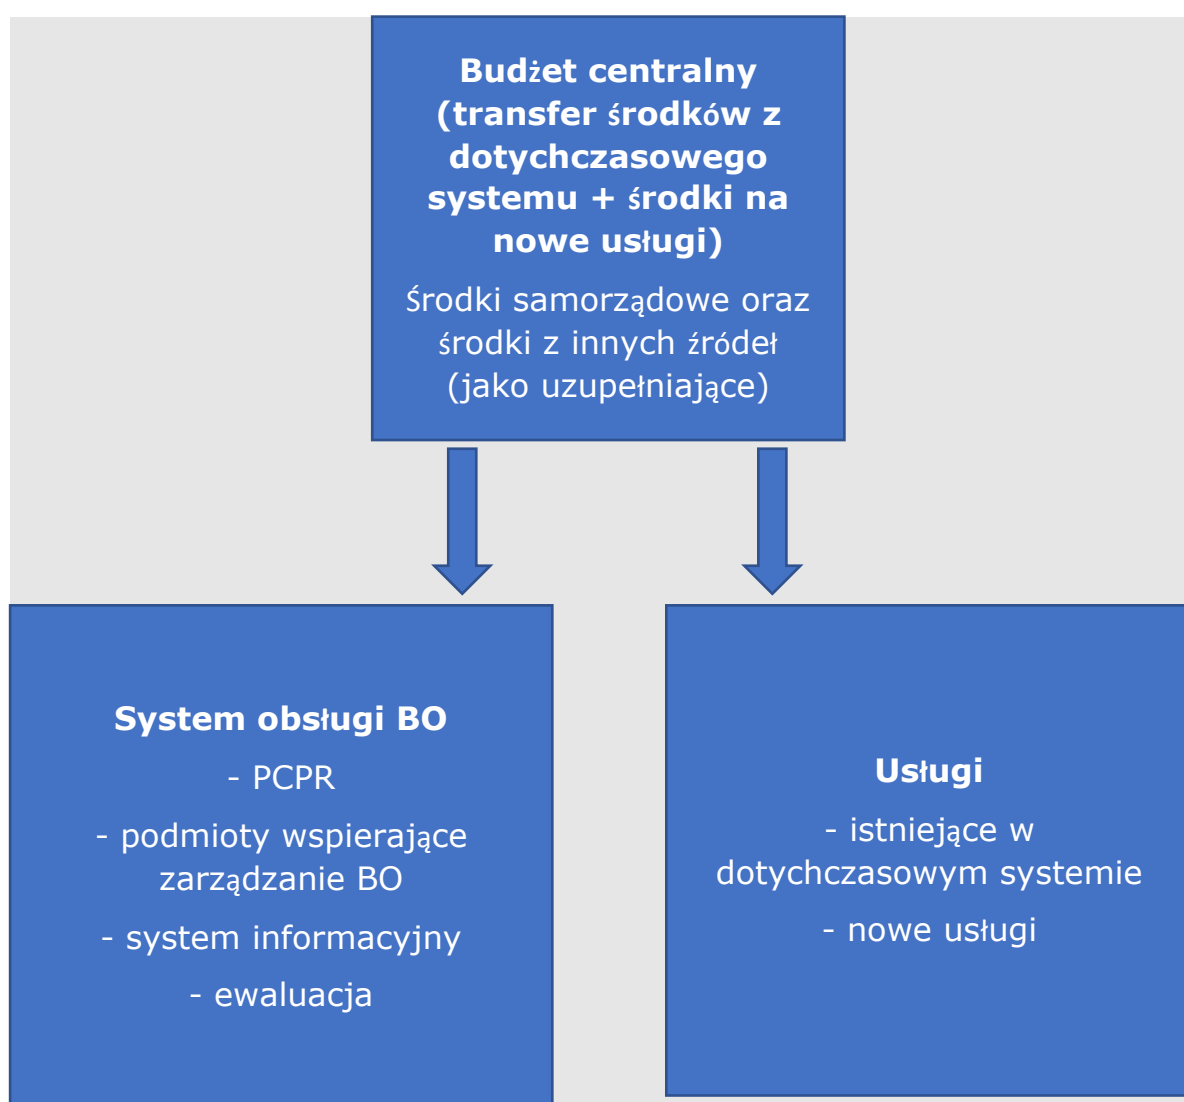 Budżet centralny
(transfer środków z
dotychczasowego
systemu + środki na
nowe usługi)
Środki samorządowe oraz
środki z innych źródeł
(jako uzupełniające)
System obsługi BO
- PCPR
- podmioty wspierające
zarządzanie BO
- system informacyjny
- ewaluacja
Usługi
- istniejące w
dotychczasowym systemie
- nowe usługi